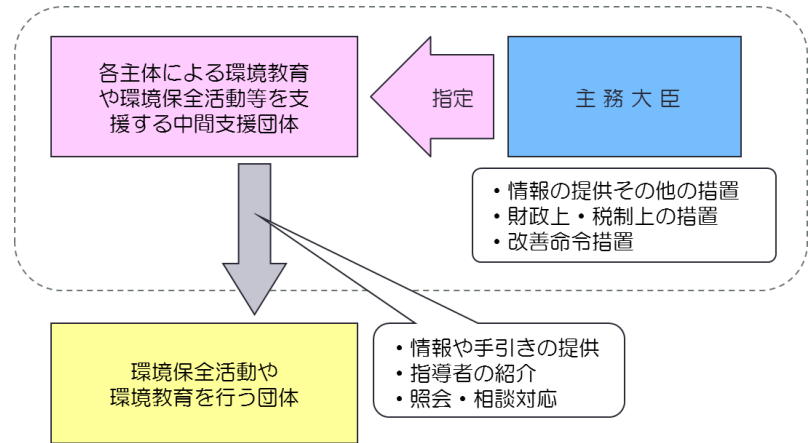 各主体による環境教育
や環境保全活動等を支
援する中間支援団体
指定
主務大臣
・情報の提供その他の措置
・財政上・税制上の措置
・改善命令措置
環境保全活動や
環境教育を行う団体
・情報や手引きの提供
・指導者の紹介
・照会・相談対応